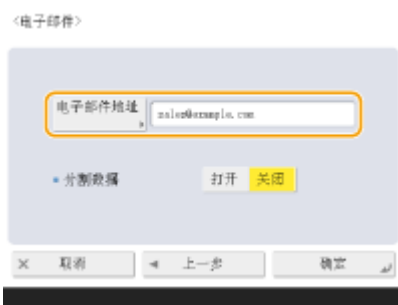 <电子邮件>
电子邮件地址 sales@example.com
分割数据 打开 关闭
× 取消 ◄ 上一步 确定